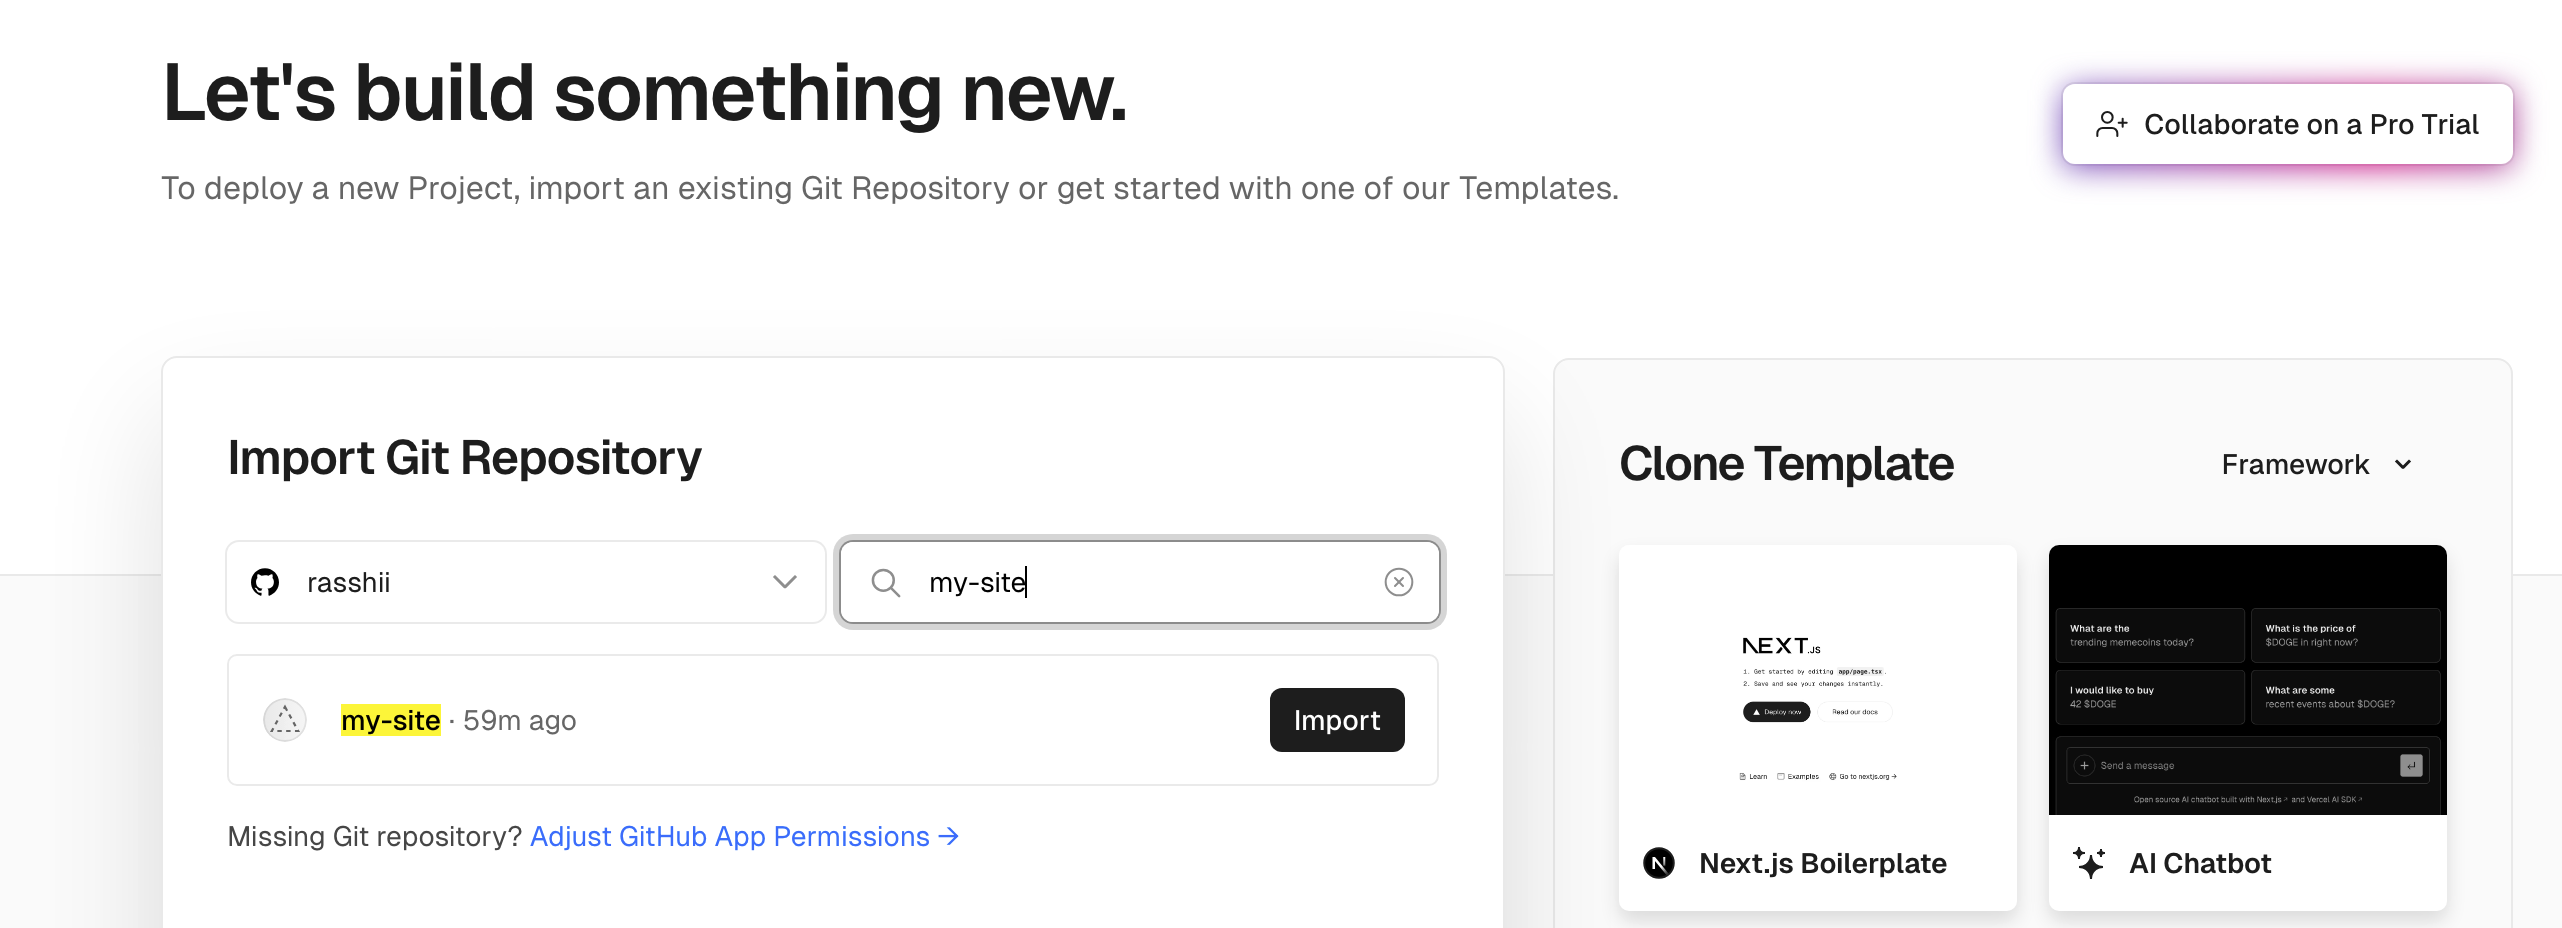 Let's build something new.
Collaborate on a Pro Trial
To deploy a new Project, import an existing Git Repository or get started with one of our Templates.
Import Git Repository
rasshii
my-site
my-site · 59m ago
Import
Missing Git repository? Adjust GitHub App Permissions →
Clone Template
Framework
NEXT.JS
1. Get started by editing app/page.tsx.
2. Save and see your changes instantly.
Deploy now
Read our docs
Learn
Examples
Go to nextjs.org →
Next.js Boilerplate
What are the
trending memecoins today?
What is the price of
$DOGE in right now?
I would like to buy
42 $DOGE
What are some
recent events about $DOGE?
Send a message
Open source AI chatbot built with Next.js ↗ and Vercel AI SDK ↗
AI Chatbot